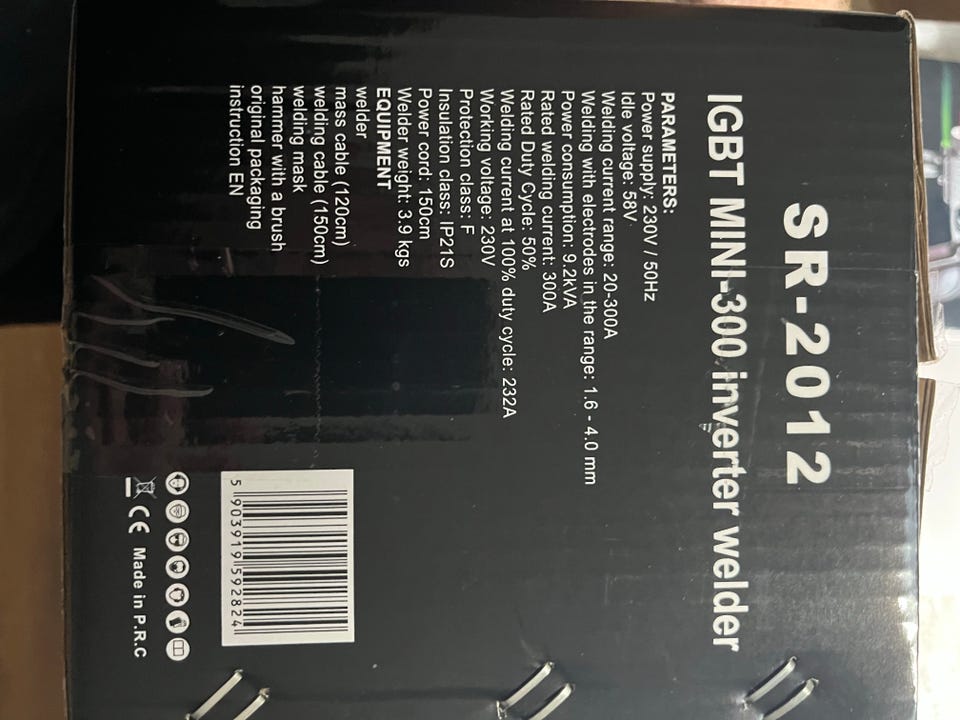 SR-2012
IGBT MINI-300 inverter welder
PARAMETERS:
Power supply: 230V / 50Hz
Idle voltage: 58V
Welding current range: 20-300A
Welding with electrodes in the range: 1.6 - 4.0 mm
Power consumption: 9.2kVA
Rated welding current: 300A
Rated Duty Cycle: 50%
Welding current at 100% duty cycle: 232A
Working voltage: 230V
Protection class: F
Insulation class: IP21S
Power cord: 150cm
Welder weight: 3.9 kgs
EQUIPMENT
welder
mass cable (120cm)
welding cable (150cm)
welding mask
hammer with a brush
original packaging
instruction EN
5 903919 592824
CE Made in P.R.C